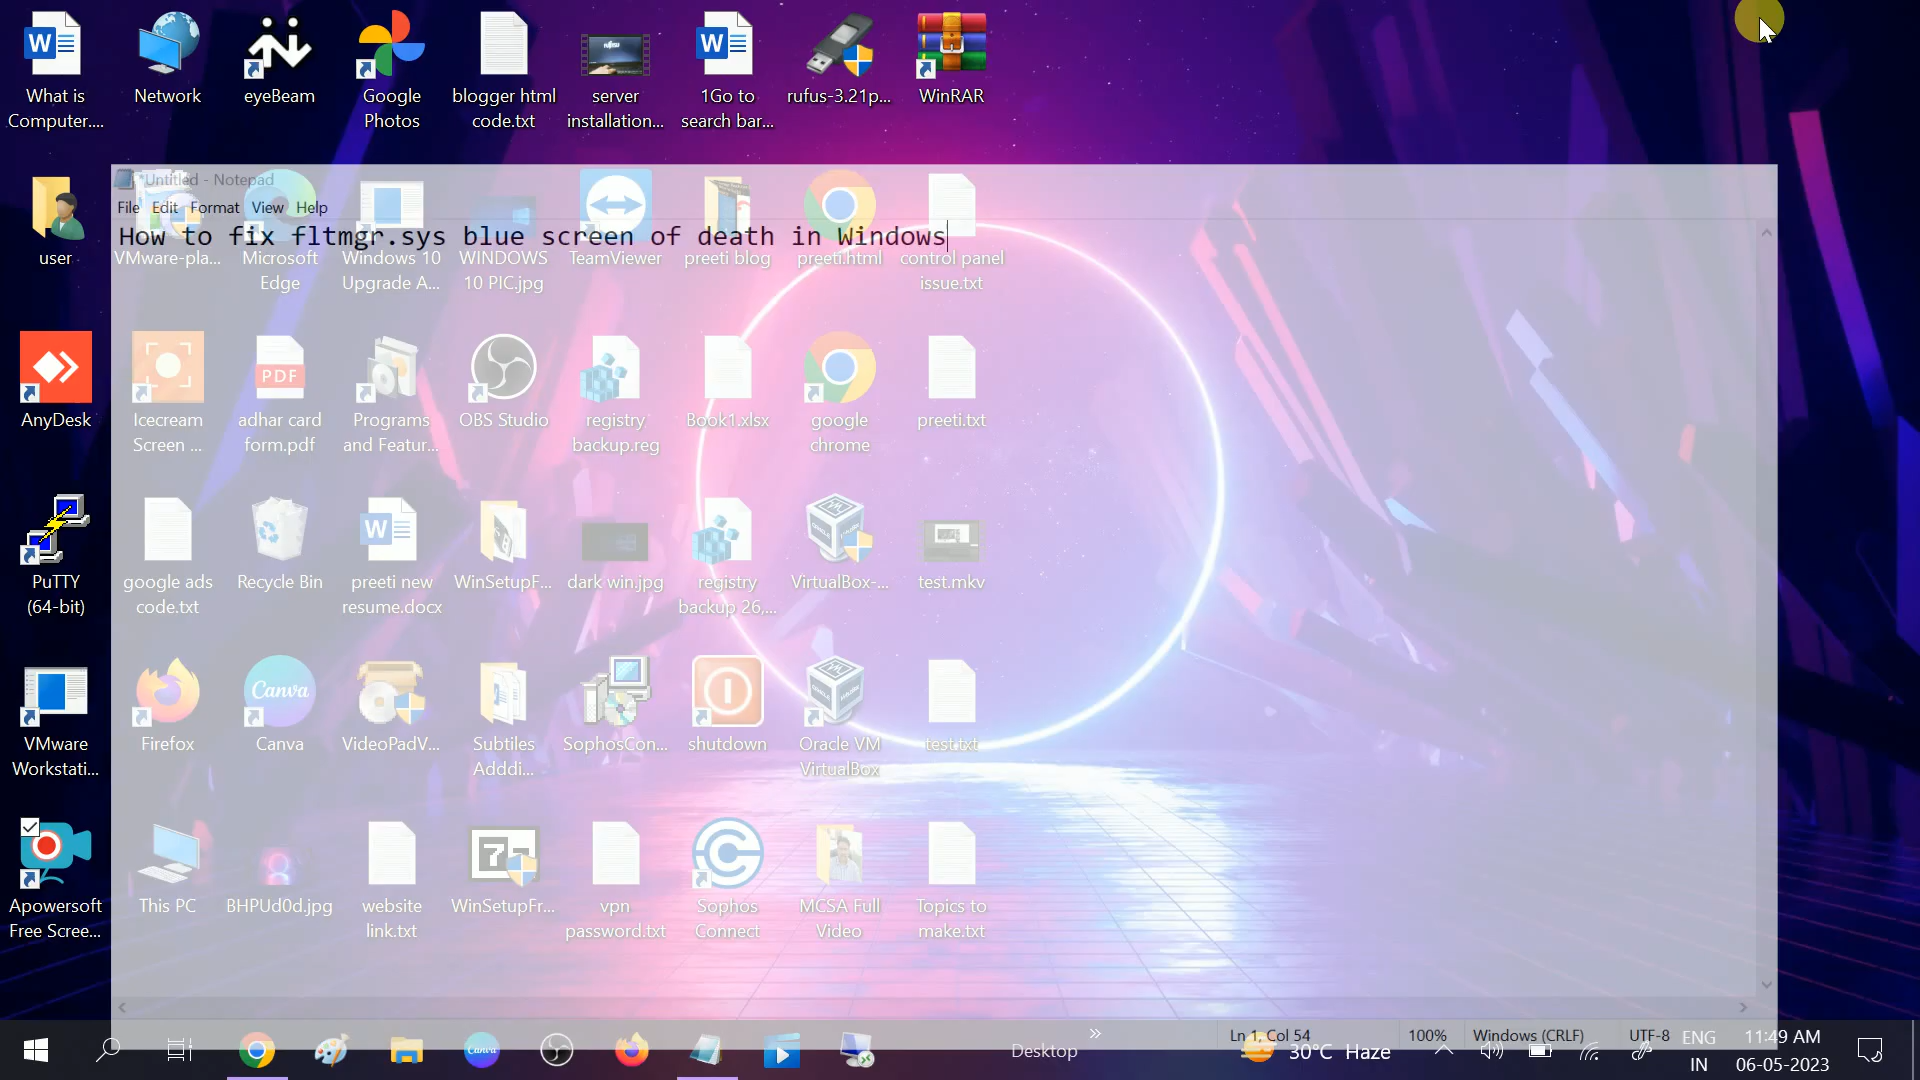 What is
Computer....
Network
eyeBeam
Google
Photos
blogger html
code.txt
server
installation...
1Go to
search bar...
rufus-3.21p...
WinRAR
*Untitled - Notepad
File Edit Format View Help
How to fix fltmgr.sys blue screen of death in Windows
user
VMware-pla...
Microsoft
Edge
Windows 10
Upgrade A...
WINDOWS
10 PIC.jpg
TeamViewer
preeti blog
preeti.html
control panel
issue.txt
AnyDesk
Icecream
Screen ...
PDF
adhar card
form.pdf
Programs
and Featur...
OBS Studio
registry
backup.reg
Book1.xlsx
google
chrome
preeti.txt
PuTTY
(64-bit)
google ads
code.txt
Recycle Bin
preeti new
resume.docx
WinSetupF...
dark win.jpg
registry
backup 26,...
VirtualBox-...
test.mkv
VMware
Workstati...
Firefox
Canva
Canva
VideoPadV...
Subtiles
Adddi...
SophosCon...
shutdown
Oracle VM
VirtualBox
test.txt
Apowersoft
Free Scree...
This PC
BHPUd0d.jpg
website
link.txt
WinSetupFr...
vpn
password.txt
Sophos
Connect
MCSA Full
Video
Topics to
make.txt
Ln 1, Col 54
100%
Windows (CRLF)
UTF-8
Canva
Desktop
30°C Haze
ENG
IN
11:49 AM
06-05-2023